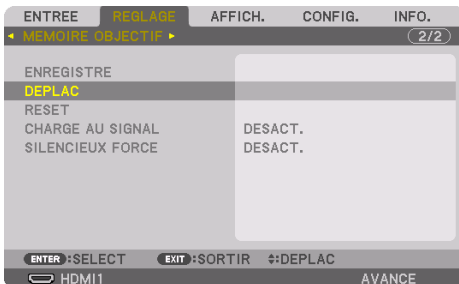 ENTREE REGLAGE AFFICH. CONFIG. INFO.
MEMOIRE OBJECTIF 2/2
ENREGISTRE
DEPLAC
RESET
CHARGE AU SIGNAL DESACT.
SILENCIEUX FORCE DESACT.
ENTER :SELECT EXIT :SORTIR :DEPLAC
HDMI1 AVANCE